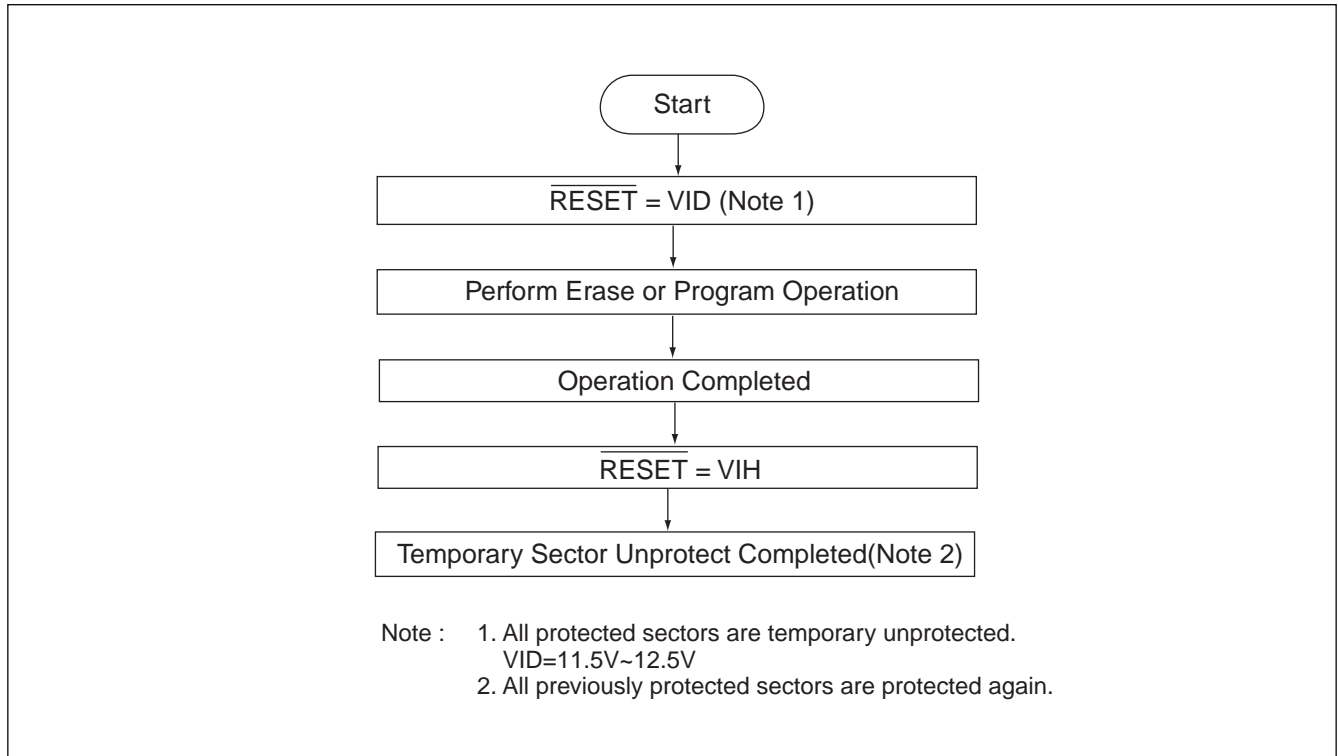 Start
RESET = VID (Note 1)
Perform Erase or Program Operation
Operation Completed
RESET = VIH
Temporary Sector Unprotect Completed(Note 2)
Note : 1. All protected sectors are temporary unprotected.
VID=11.5V~12.5V
2. All previously protected sectors are protected again.